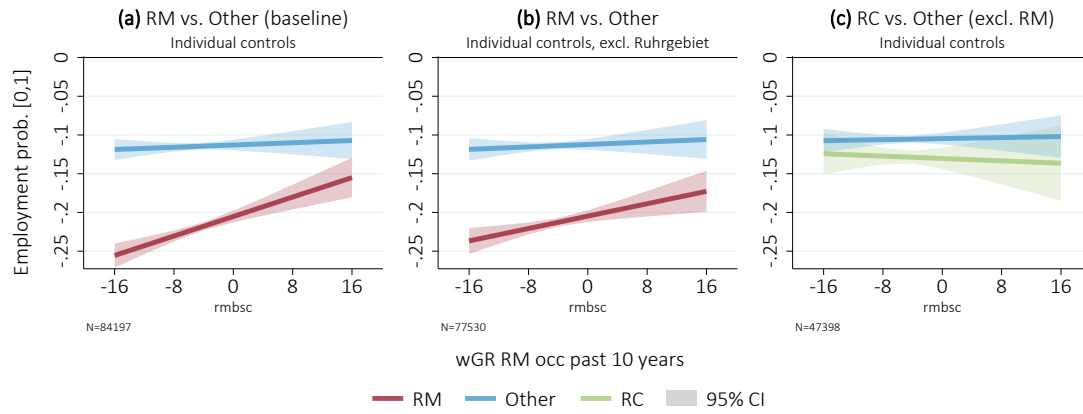 (a) RM vs. Other (baseline)
Individual controls
Employment prob. [0,1]
0
-.05
-.1
-.15
-.2
-.25
-16 -8 0 8 16
rmbsc
N=84197
(b) RM vs. Other
Individual controls, excl. Ruhrgebiet
0
-.05
-.1
-.15
-.2
-.25
-16 -8 0 8 16
rmbsc
N=77530
(c) RC vs. Other (excl. RM)
Individual controls
0
-.05
-.1
-.15
-.2
-.25
-16 -8 0 8 16
rmbsc
N=47398
wGR RM occ past 10 years
RM Other RC 95% CI